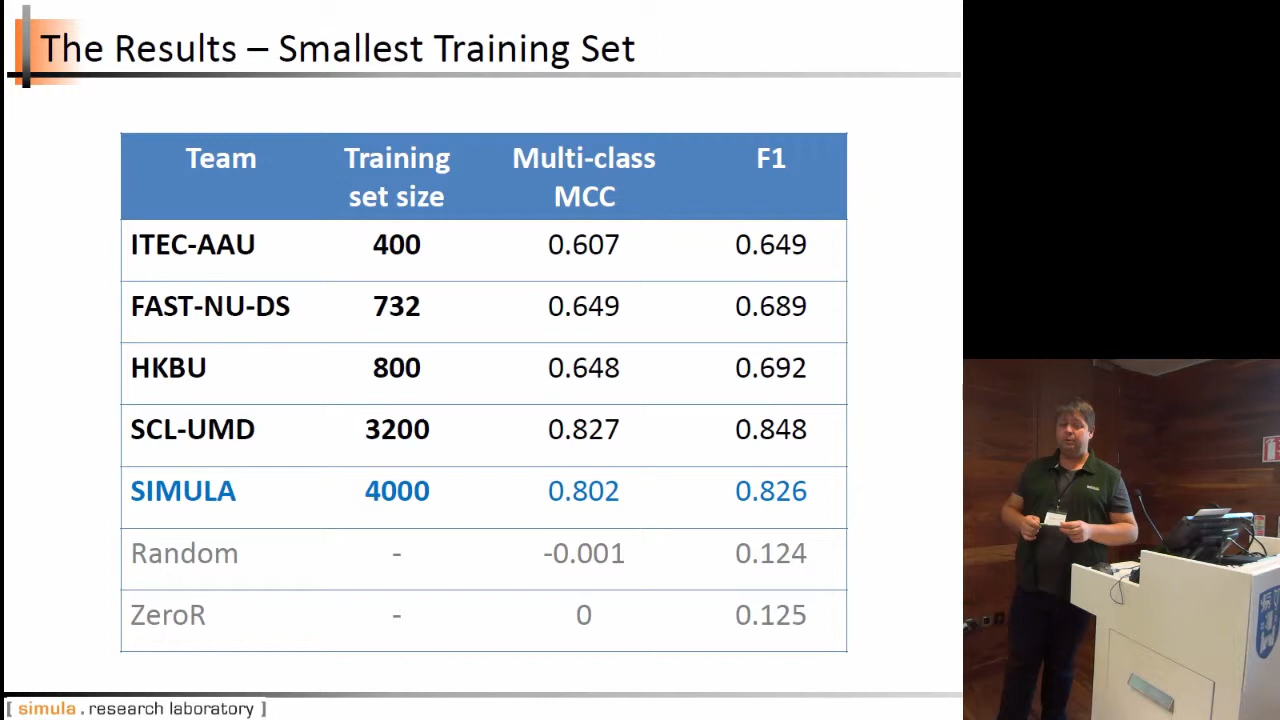 The Results – Smallest Training Set
Team Training set size Multi-class MCC F1
ITEC-AAU 400 0.607 0.649
FAST-NU-DS 732 0.649 0.689
HKBU 800 0.648 0.692
SCL-UMD 3200 0.827 0.848
SIMULA 4000 0.802 0.826
Random - -0.001 0.124
ZeroR - 0 0.125
[ simula . research laboratory ]